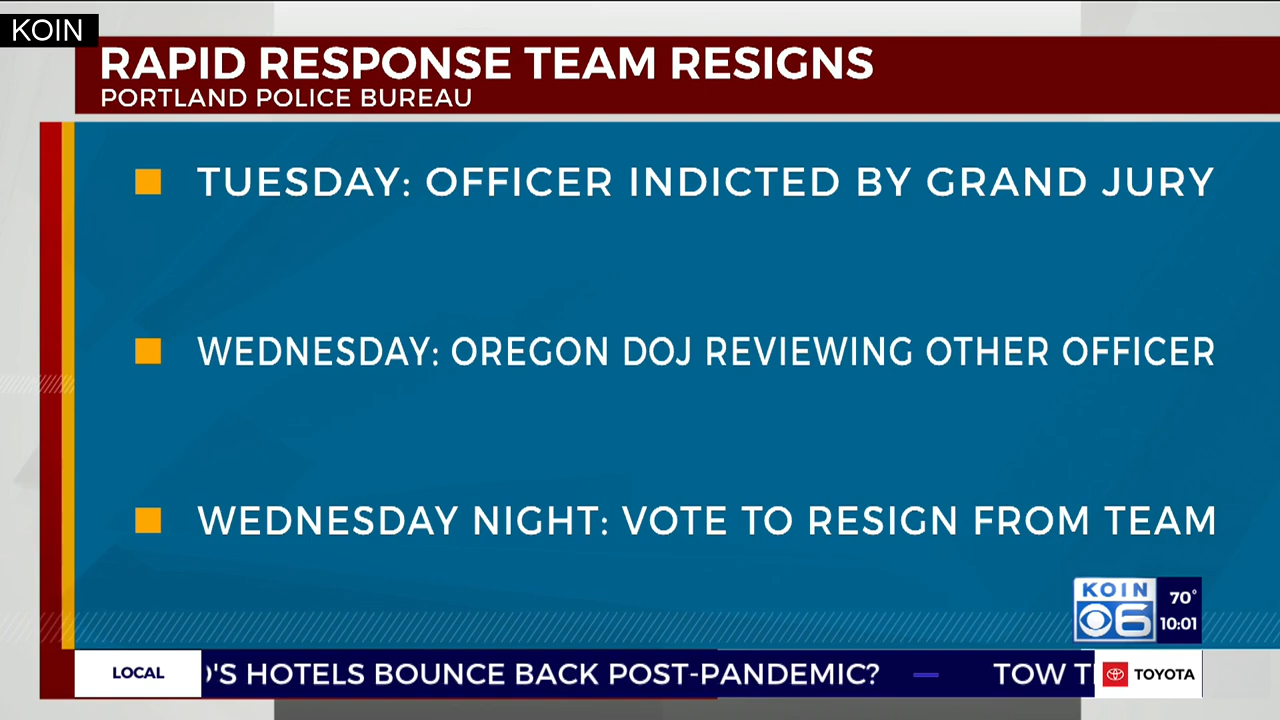 KOIN
RAPID RESPONSE TEAM RESIGNS
PORTLAND POLICE BUREAU
TUESDAY: OFFICER INDICTED BY GRAND JURY
WEDNESDAY: OREGON DOJ REVIEWING OTHER OFFICER
WEDNESDAY NIGHT: VOTE TO RESIGN FROM TEAM
KOIN 6
70°
10:01
LOCAL 'S HOTELS BOUNCE BACK POST-PANDEMIC? — TOW TOYOTA